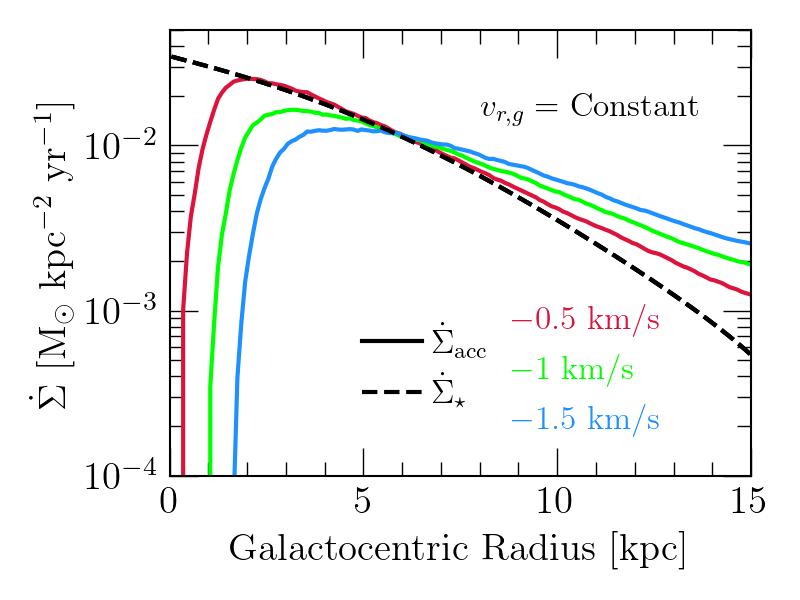 v_{r,g} = Constant
10^{−2}
10^{−3}
10^{−4}
Σ̇ [M_⊙ kpc^{−2} yr^{−1}]
Σ̇_acc
Σ̇_⋆
−0.5 km/s
−1 km/s
−1.5 km/s
0 5 10 15
Galactocentric Radius [kpc]